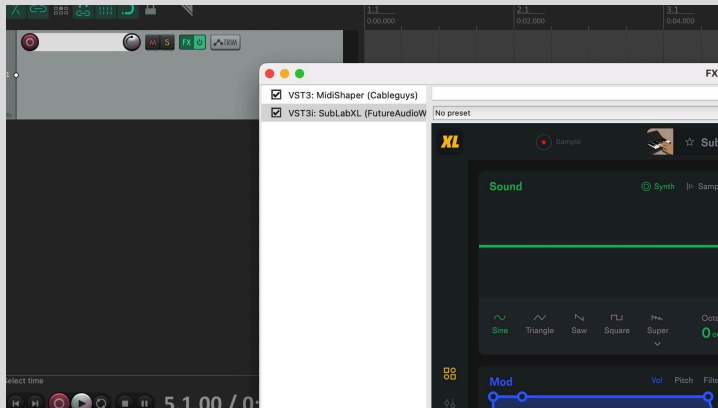 1.1 2.1 3.1
0:00.000 0:02.000 0:04.000
M S FX TRIM
1
FX
VST3: MidiShaper (Cableguys)
VST3i: SubLabXL (FutureAudioW
No preset
XL Sample Sub
Sound Synth Samp
Sine Triangle Saw Square Super Octa
0 o
Mod Vol Pitch Filte
elect time
5.1.00 / 0: